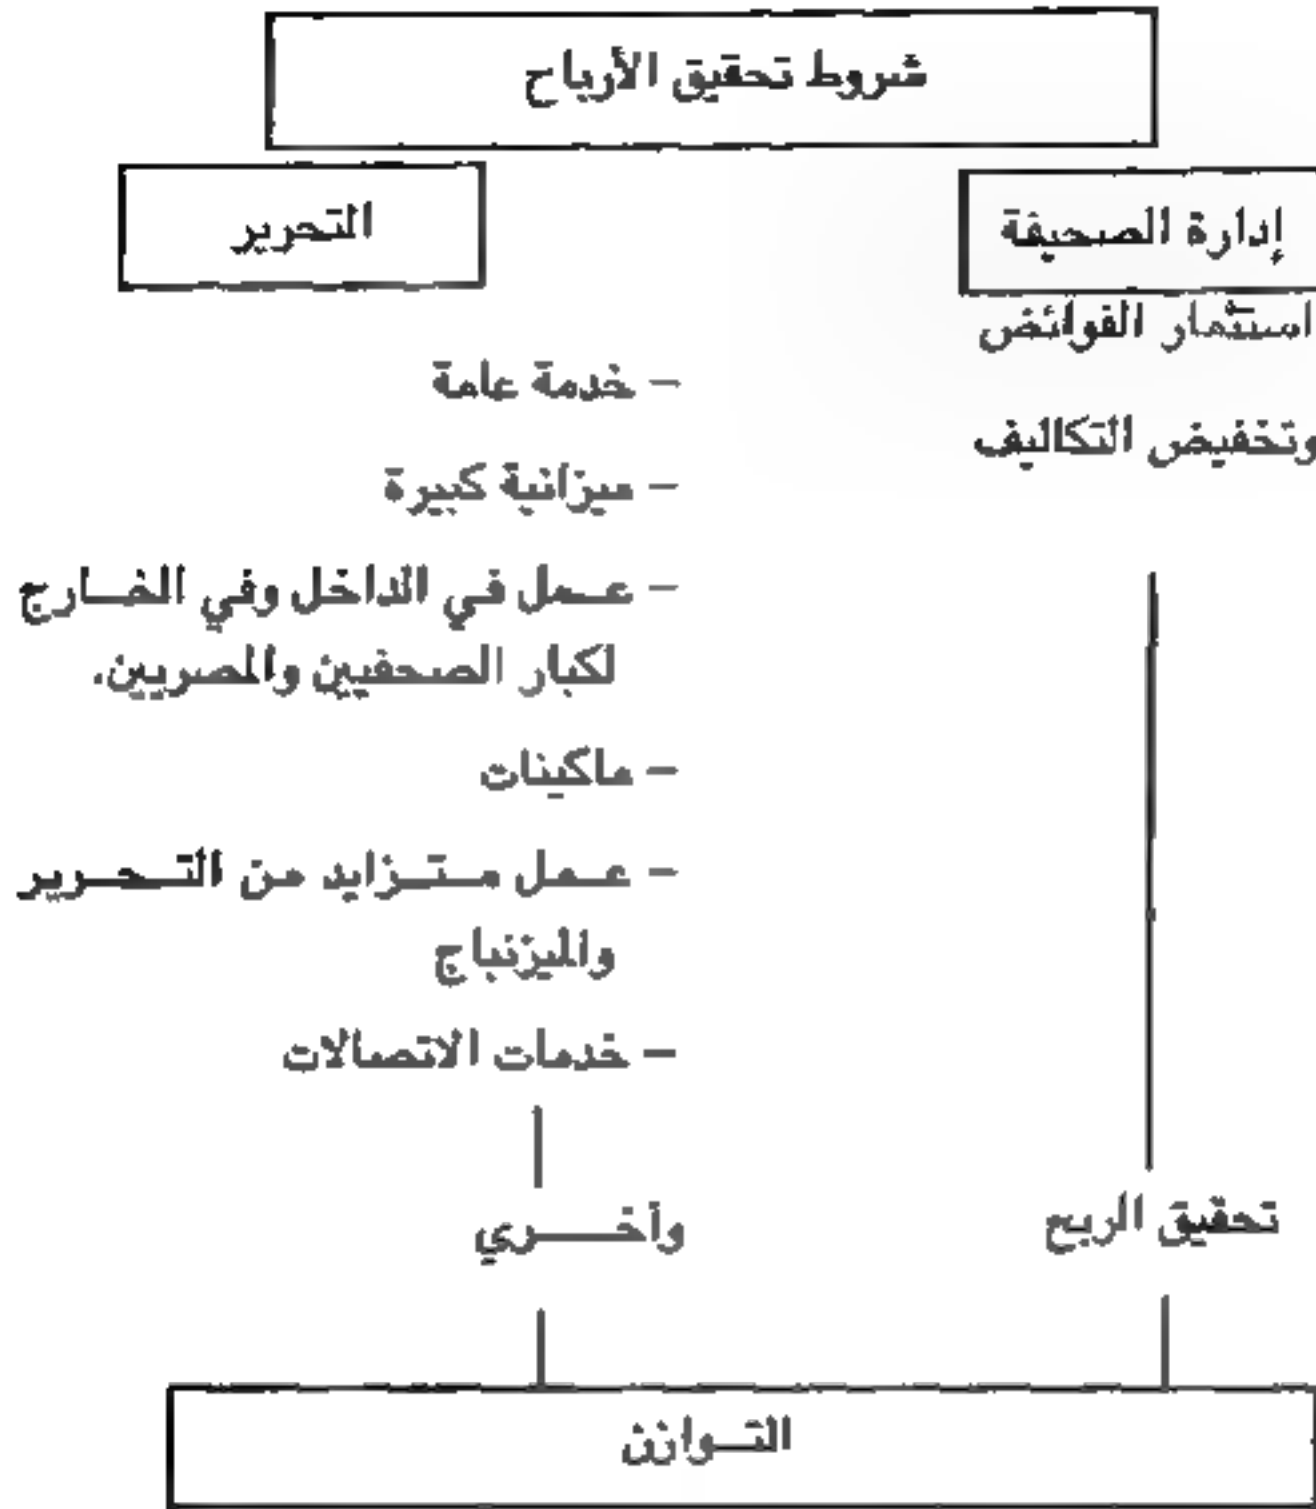 شروط تحقيق الأرباح
إدارة الصحيفة
استثمار الفوائض
وتخفيض التكاليف
تحقيق الربح
التحرير
– خدمة عامة
– ميزانية كبيرة
– عمل في الداخل وفي الخارج
لكبار الصحفيين والمصريين.
– ماكينات
– عمل متزايد من التحرير
والميزنباج
– خدمات الاتصالات
وأخري
التوازن